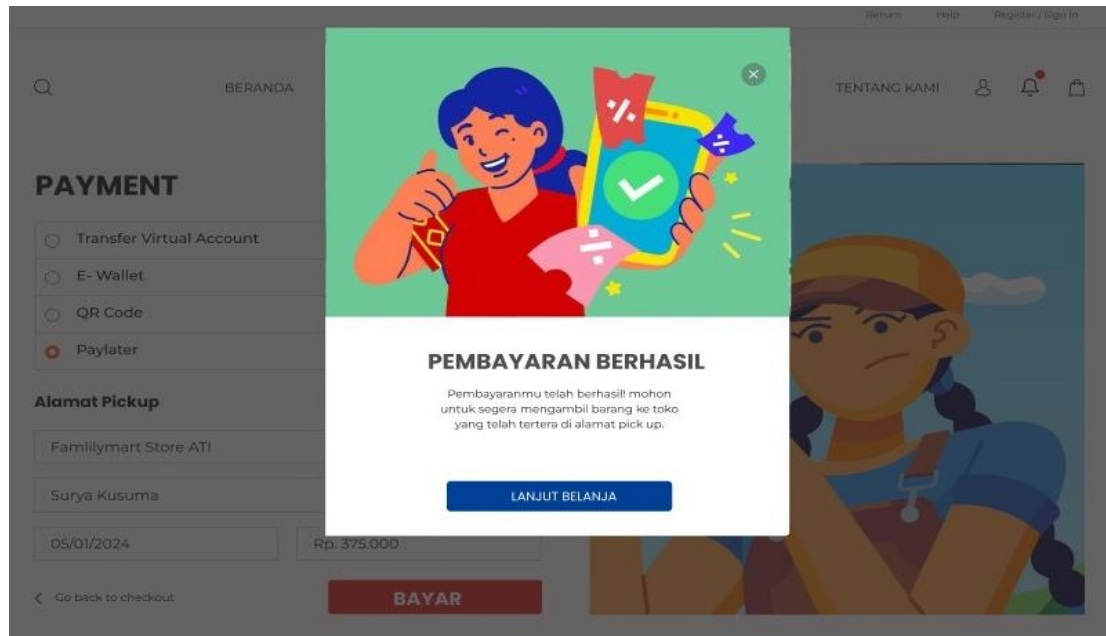 Return Help Register / Sign In
BERANDA TENTANG KAMI
PAYMENT
Transfer Virtual Account
E- Wallet
QR Code
Paylater
Alamat Pickup
Famlilymart Store ATI
Surya Kusuma
05/01/2024 Rp. 375.000
Go back to checkout BAYAR
PEMBAYARAN BERHASIL
Pembayaranmu telah berhasil! mohon
untuk segera mengambil barang ke toko
yang telah tertera di alamat pick up.
LANJUT BELANJA